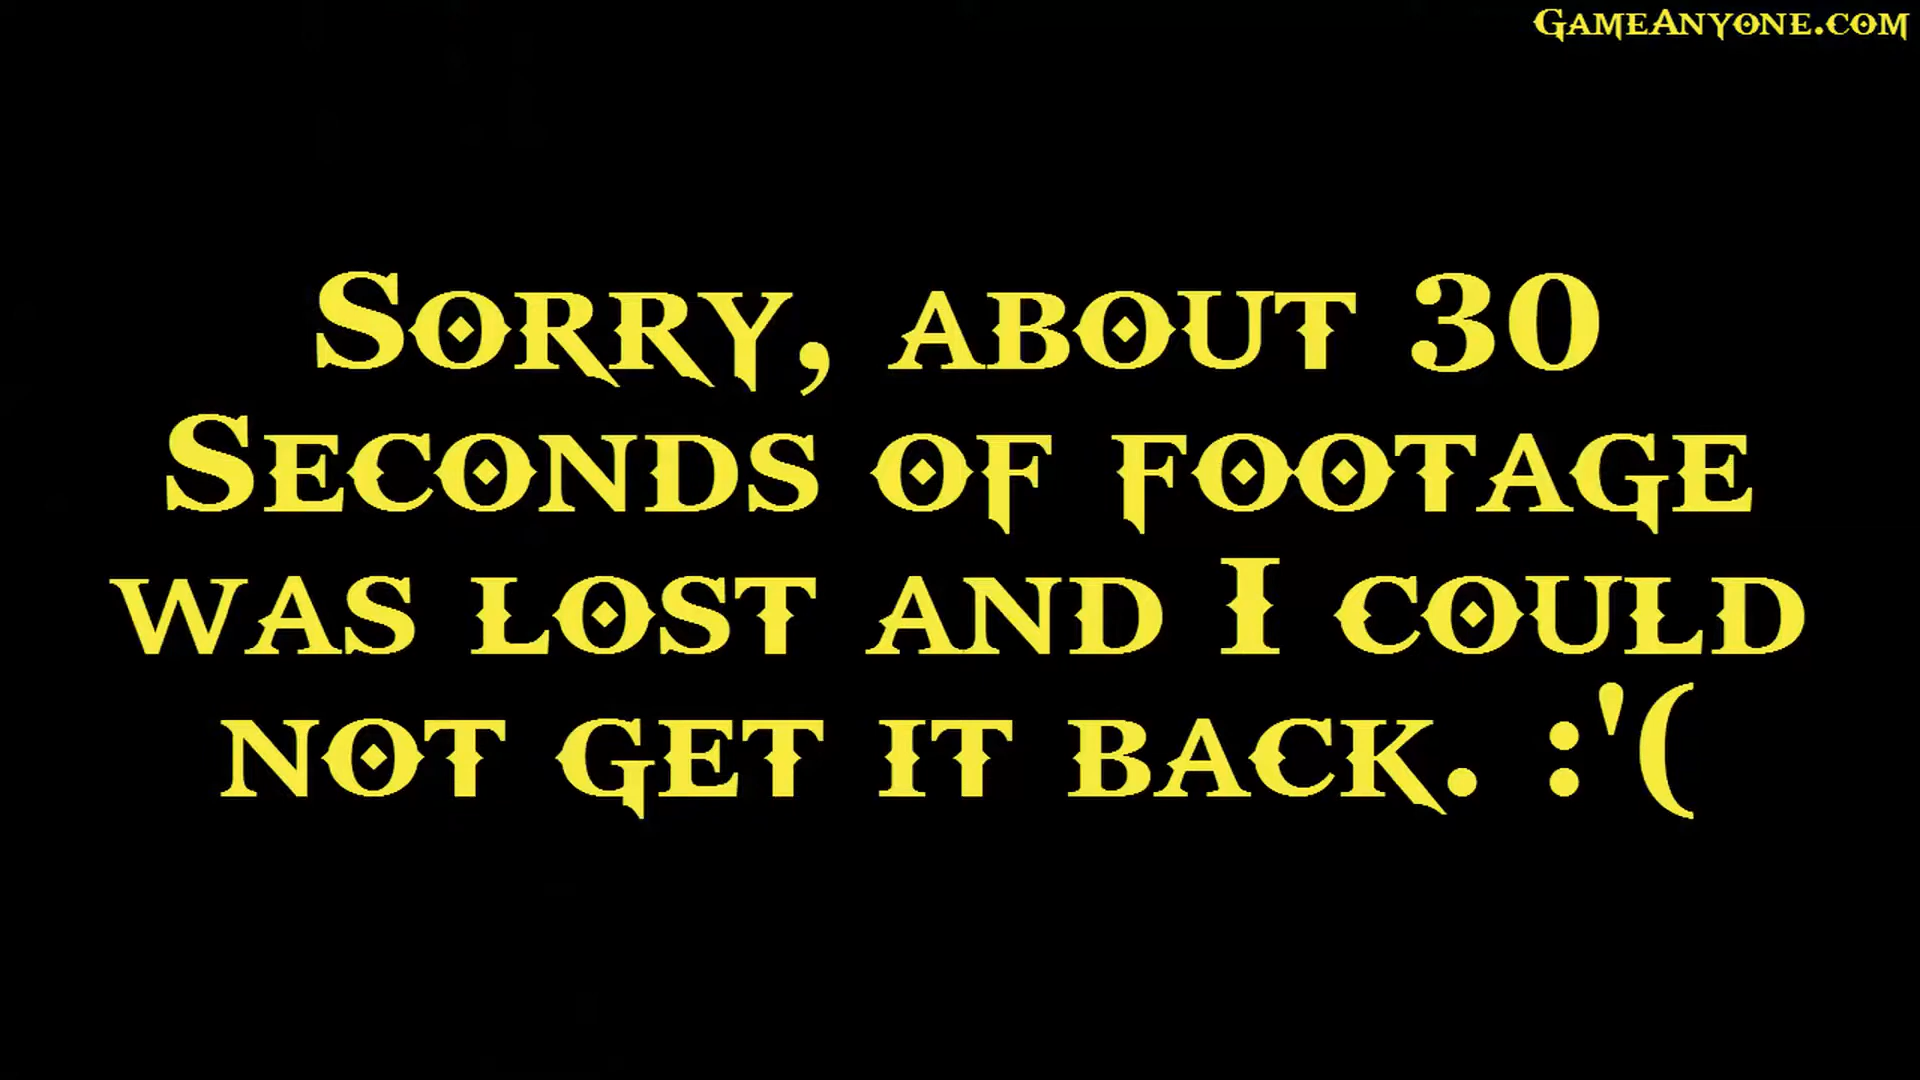 GameAnyone.com
Sorry, about 30
Seconds of footage
was lost and I could
not get it back. :'(